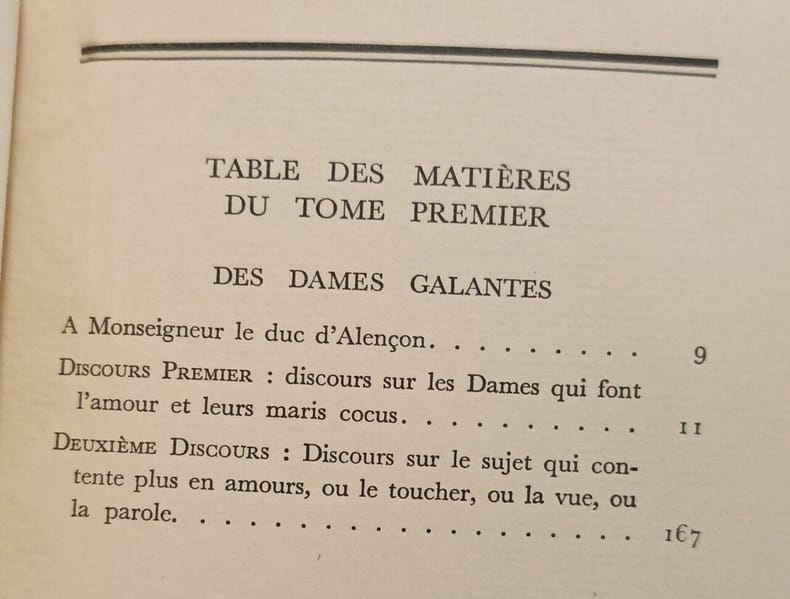 TABLE DES MATIÈRES
DU TOME PREMIER
DES DAMES GALANTES
A Monseigneur le duc d'Alençon. . . . . . . . . 9
DISCOURS PREMIER : discours sur les Dames qui font
l'amour et leurs maris cocus. . . . . . . . . . 11
DEUXIÈME DISCOURS : Discours sur le sujet qui con-
tente plus en amours, ou le toucher, ou la vue, ou
la parole. . . . . . . . . . . . . . . . . . . 167